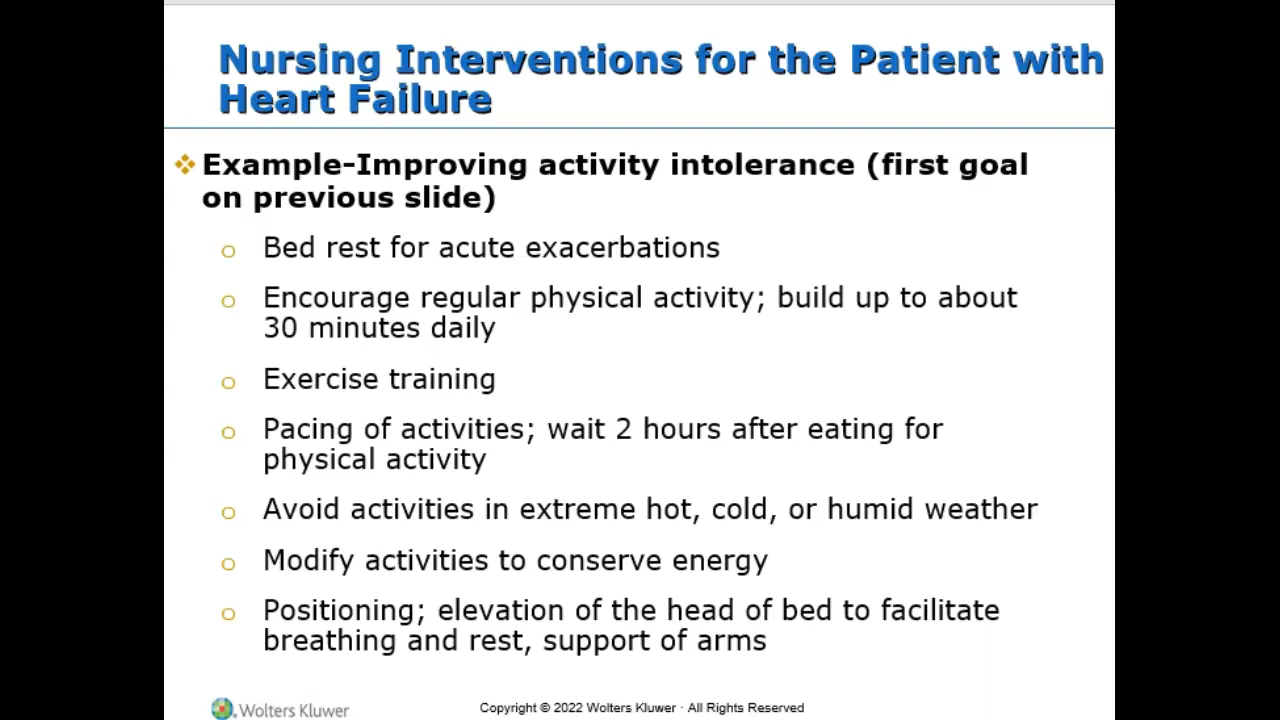 Nursing Interventions for the Patient with
Heart Failure
Example-Improving activity intolerance (first goal
on previous slide)
o Bed rest for acute exacerbations
o Encourage regular physical activity; build up to about
30 minutes daily
o Exercise training
o Pacing of activities; wait 2 hours after eating for
physical activity
o Avoid activities in extreme hot, cold, or humid weather
o Modify activities to conserve energy
o Positioning; elevation of the head of bed to facilitate
breathing and rest, support of arms
Wolters Kluwer
Copyright © 2022 Wolters Kluwer · All Rights Reserved